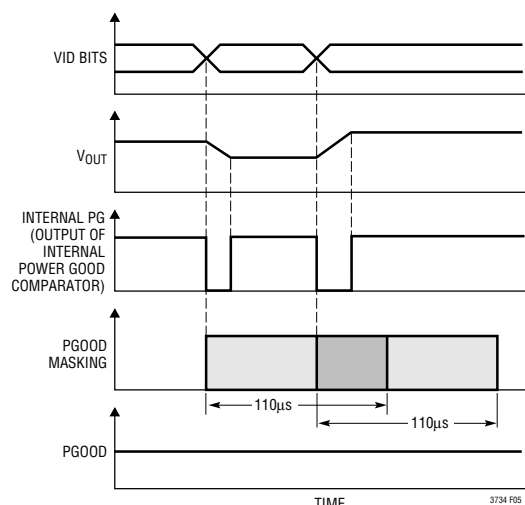 VID BITS
VOUT
INTERNAL PG
(OUTPUT OF
INTERNAL
POWER GOOD
COMPARATOR)
PGOOD
MASKING
110µs
110µs
PGOOD
TIME
3734 F05